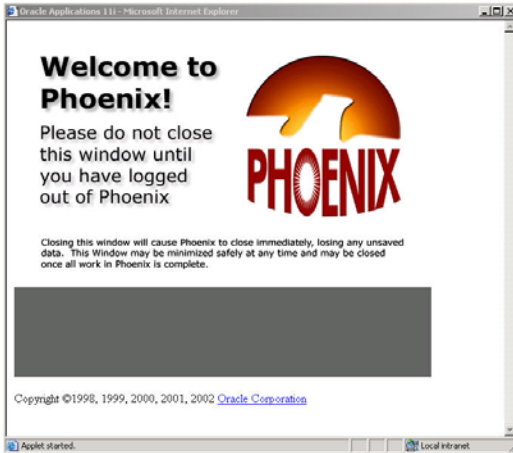 Oracle Applications 11i - Microsoft Internet Explorer
Welcome to
Phoenix!
Please do not close
this window until
you have logged
out of Phoenix
PHOENIX
Closing this window will cause Phoenix to close immediately, losing any unsaved
data. This Window may be minimized safely at any time and may be closed
once all work in Phoenix is complete.
Copyright ©1998, 1999, 2000, 2001, 2002 Oracle Corporation
Applet started.
Local intranet